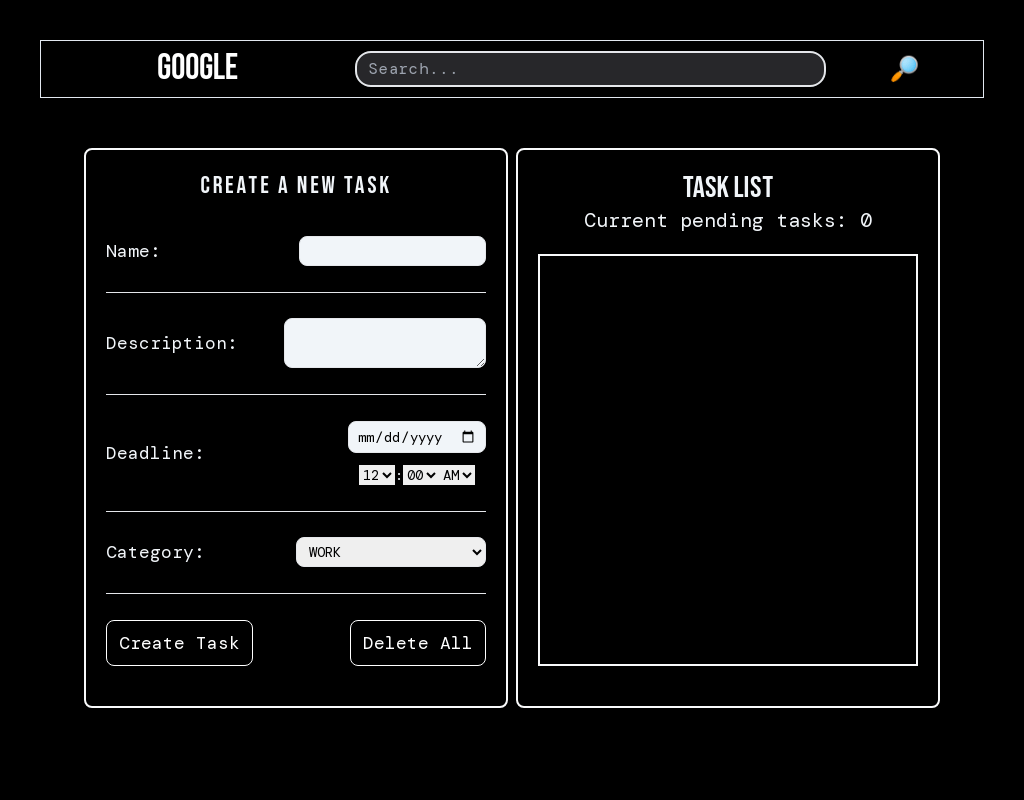 GOOGLE
Search...
CREATE A NEW TASK
Name:
Description:
Deadline:
mm/dd/yyyy
12:00 AM
Category:
WORK
Create Task
Delete All
TASK LIST
Current pending tasks: 0